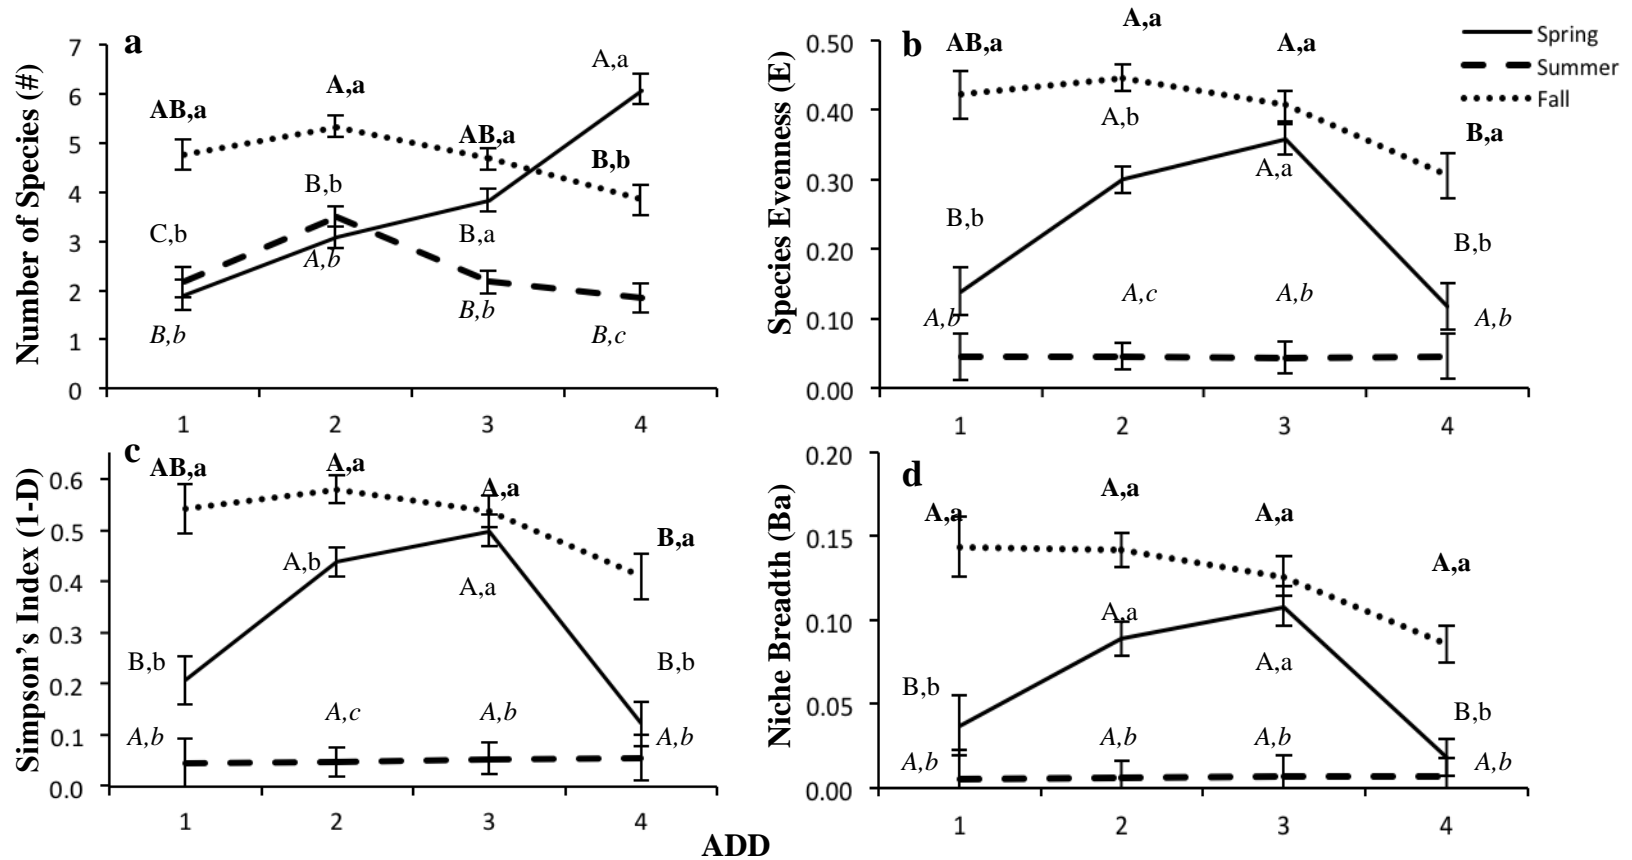 a
Number of Species (#)
7
6
5
4
3
2
1
0
AB,a
A,a
AB,a
B,b
A,a
C,b
B,b
B,a
B,b
A,b
B,b
B,c
1 2 3 4
b
Species Evenness (E)
0.50
0.40
0.30
0.20
0.10
0.00
AB,a
A,a
A,a
B,a
B,b
A,b
A,a
B,b
A,b
A,c
A,b
A,b
1 2 3 4
Spring
Summer
Fall
c
Simpson's Index (1-D)
0.6
0.5
0.4
0.3
0.2
0.1
0.0
AB,a
A,a
A,a
B,a
B,b
A,b
A,a
B,b
A,b
A,c
A,b
A,b
1 2 3 4
d
Niche Breadth (Ba)
0.20
0.15
0.10
0.05
0.00
A,a
A,a
A,a
A,a
B,b
A,a
A,a
B,b
A,b
A,b
A,b
A,b
1 2 3 4
ADD